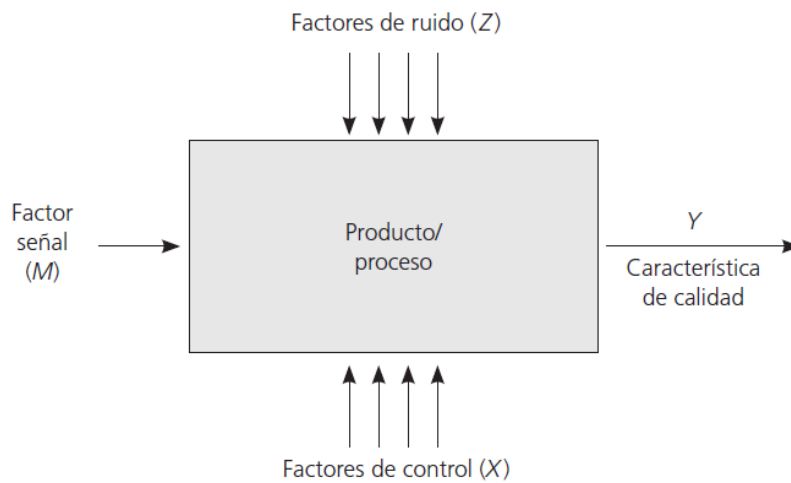 Factores de ruido (Z)
Factor
señal
(M)
Producto/
proceso
Y
Característica
de calidad
Factores de control (X)